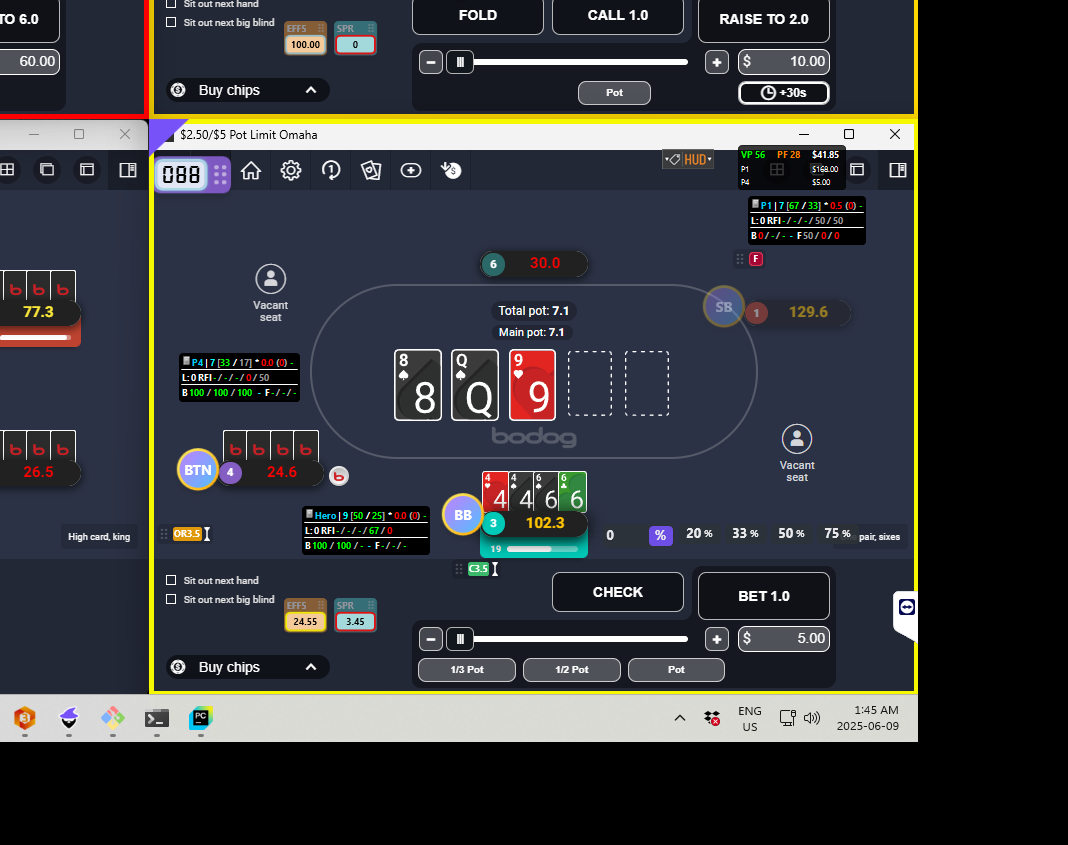 TO 6.0
60.00
Sit out next hand
Sit out next big blind
EFFS
100.00
SPR
0
FOLD
CALL 1.0
RAISE TO 2.0
$ 10.00
Buy chips
Pot
+30s
$2.50/$5 Pot Limit Omaha
088
1
HUD
VP 56 PF 28 $41.85
P1 $168.00
P4 $5.00
P1 | 7 [67 / 33] * 0.5 (0) -
L: 0 RFI - / - / - / 50 / 50
B 0 / - / - - F 50 / 0 / 0
F
6 30.0
Vacant
seat
SB 1 129.6
Total pot: 7.1
Main pot: 7.1
77.3
P4 | 7 [33 / 17] * 0.0 (0) -
L: 0 RFI - / - / - / 0 / 50
B 100 / 100 / 100 - F - / - / -
8 8
Q Q
9 9
bodog
Vacant
seat
26.5
BTN 4 24.6
4 4
4 4
6 6
6 6
BB 3 102.3
19
Hero | 9 [50 / 25] * 0.0 (0) -
L: 0 RFI - / - / - / 67 / 0
B 100 / 100 / - - F - / - / -
High card, king
OR3.5
0 % 20 % 33 % 50 % 75 % pair, sixes
C3.5
Sit out next hand
Sit out next big blind
EFFS
24.55
SPR
3.45
CHECK
BET 1.0
$ 5.00
Buy chips
1/3 Pot
1/2 Pot
Pot
3
PC
ENG
US
1:45 AM
2025-06-09